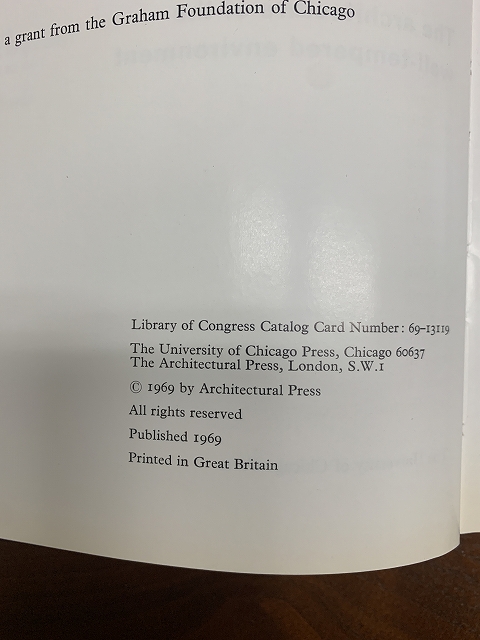 a grant from the Graham Foundation of Chicago
Library of Congress Catalog Card Number: 69-13119
The University of Chicago Press, Chicago 60637
The Architectural Press, London, S.W.1
© 1969 by Architectural Press
All rights reserved
Published 1969
Printed in Great Britain